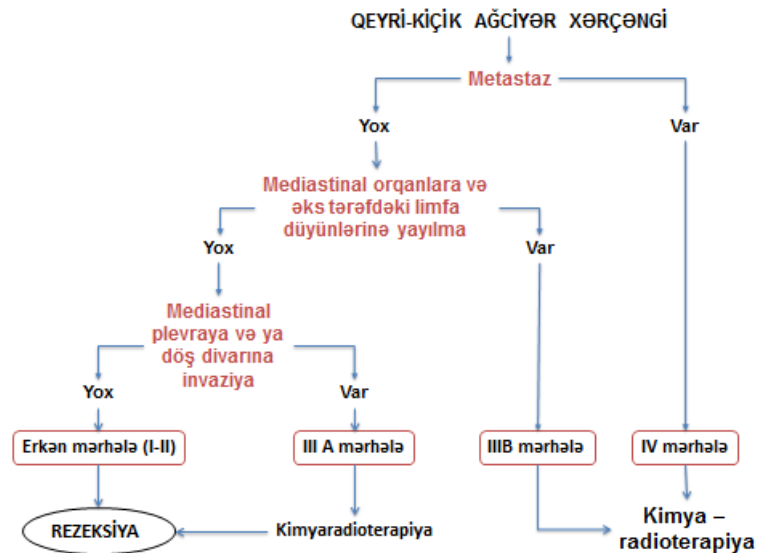 QEYRİ-KİÇİK AĞCİYƏR XƏRÇƏNGİ
Metastaz
Yox
Var
Mediastinal orqanlara və
əks tərəfdəki limfa
düyünlərinə yayılma
Yox
Var
Mediastinal
plevraya və ya
döş divarına
invaziya
Yox
Var
Erkən mərhələ (I-II)
III A mərhələ
IIIB mərhələ
IV mərhələ
REZEKSİYA
Kimyaradioterapiya
Kimya –
radioterapiya